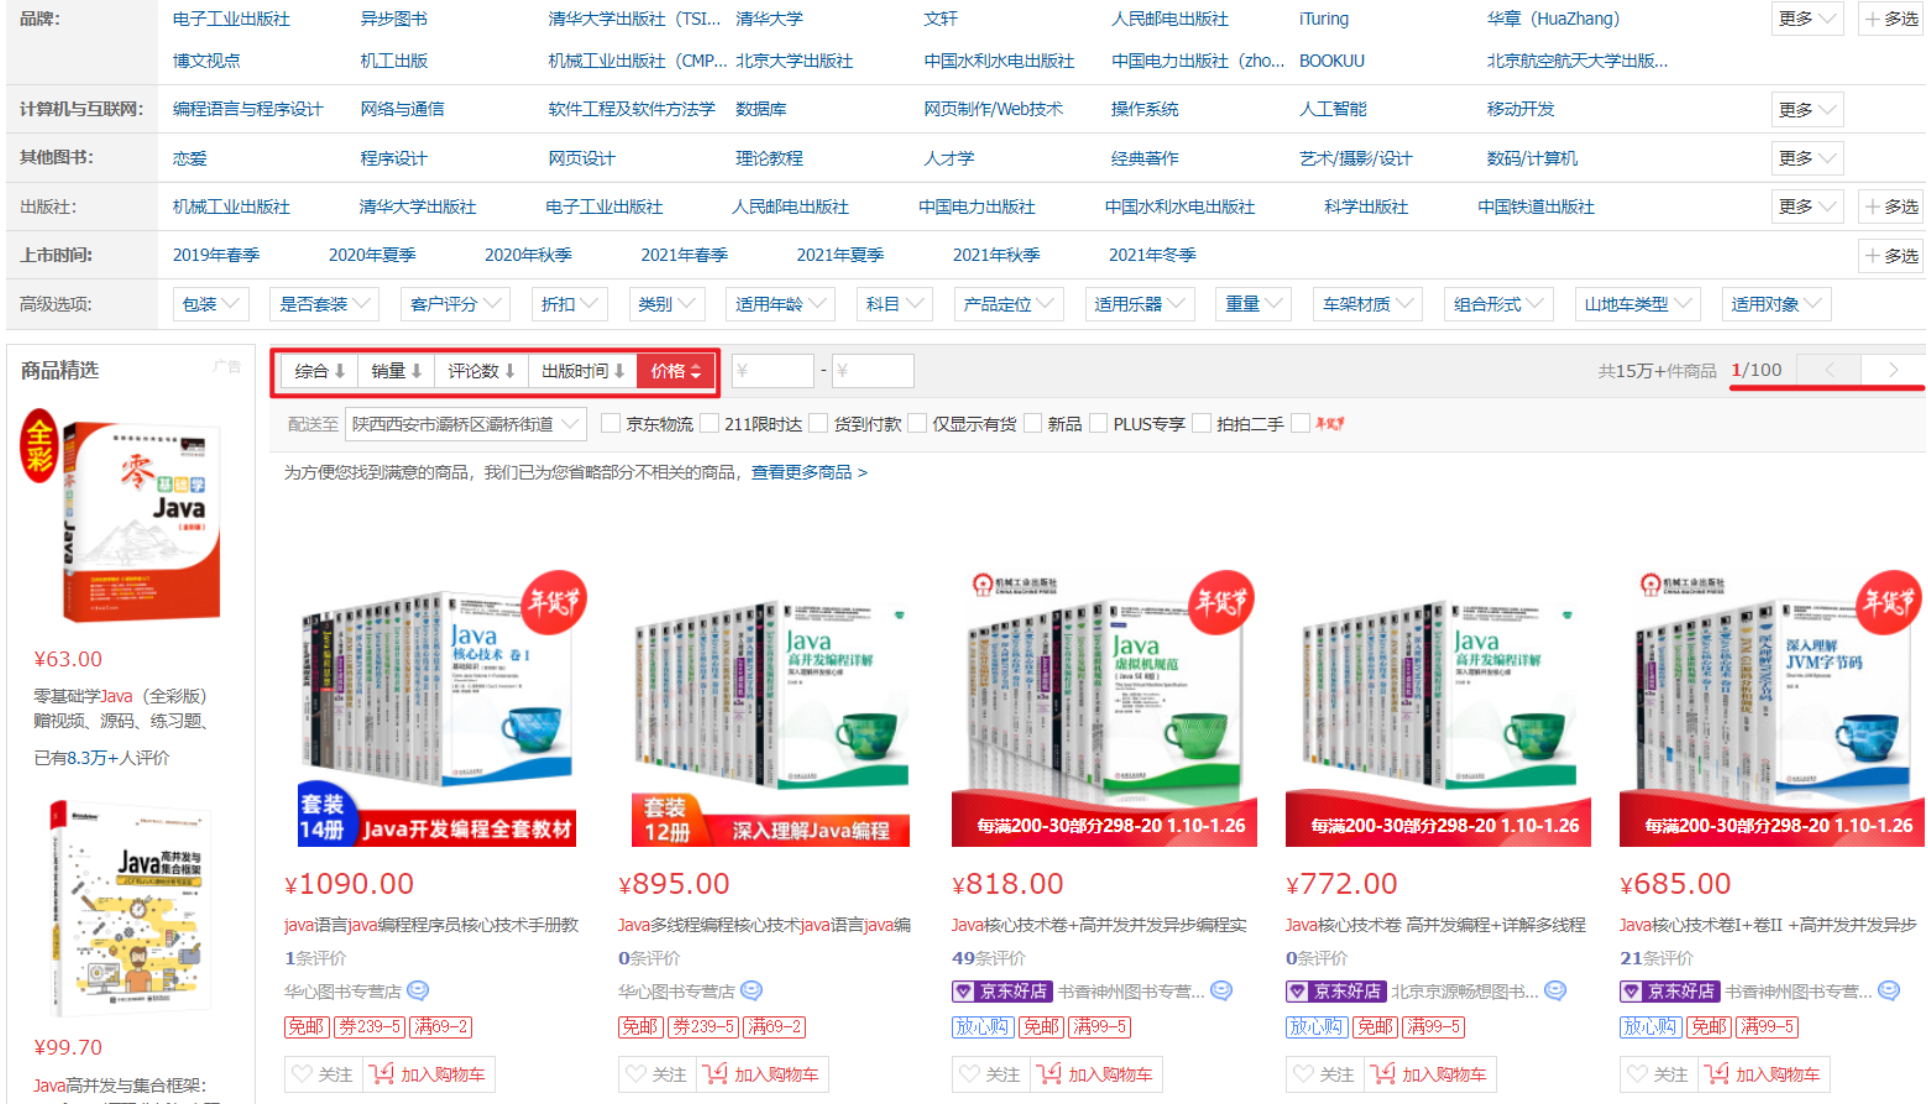 品牌： 电子工业出版社 异步图书 清华大学出版社（TSI... 清华大学 文轩 人民邮电出版社 iTuring 华章（HuaZhang） 更多 多选
博文视点 机工出版 机械工业出版社（CMP... 北京大学出版社 中国水利水电出版社 中国电力出版社（zho... BOOKUU 北京航空航天大学出版...
计算机与互联网： 编程语言与程序设计 网络与通信 软件工程及软件方法学 数据库 网页制作/Web技术 操作系统 人工智能 移动开发 更多
其他图书： 恋爱 程序设计 网页设计 理论教程 人才学 经典著作 艺术/摄影/设计 数码/计算机 更多
出版社： 机械工业出版社 清华大学出版社 电子工业出版社 人民邮电出版社 中国电力出版社 中国水利水电出版社 科学出版社 中国铁道出版社 更多 多选
上市时间： 2019年春季 2020年夏季 2020年秋季 2021年春季 2021年夏季 2021年秋季 2021年冬季 多选
高级选项： 包装 是否套装 客户评分 折扣 类别 适用年龄 科目 产品定位 适用乐器 重量 车架材质 组合形式 山地车类型 适用对象
商品精选 广告
综合 销量 评论数 出版时间 价格 ¥ - ¥ 共15万+件商品 1/100 < >
配送至 陕西西安市灞桥区灞桥街道 京东物流 211限时达 货到付款 仅显示有货 新品 PLUS专享 拍拍二手 年货节
为方便您找到满意的商品，我们已为您省略部分不相关的商品，查看更多商品 >
全彩
零基础学
Java
零基础学Java
¥63.00
零基础学Java（全彩版）
赠视频、源码、练习题、
已有8.3万+人评价
Java高并发与集合框架
¥99.70
Java高并发与集合框架：
年货节
Java
核心技术 卷I
套装
14册
Java开发编程全套教材
¥1090.00
java语言java编程程序员核心技术手册教
1条评价
华心图书专营店
免邮 券239-5 满69-2
关注 加入购物车
Java
高并发编程详解
套装
12册
深入理解Java编程
¥895.00
Java多线程编程核心技术java语言java编
0条评价
华心图书专营店
免邮 券239-5 满69-2
关注 加入购物车
机械工业出版社
CHINA MACHINE PRESS
年货节
Java
虚拟机规范
（Java SE 8版）
每满200-30部分298-20 1.10-1.26
¥818.00
Java核心技术卷+高并发并发异步编程实
49条评价
京东好店 书香神州图书专营...
放心购 免邮 满99-5
关注 加入购物车
Java
高并发编程详解
每满200-30部分298-20 1.10-1.26
¥772.00
Java核心技术卷 高并发编程+详解多线程
0条评价
京东好店 北京京源畅想图书...
放心购 免邮 满99-5
关注 加入购物车
机械工业出版社
CHINA MACHINE PRESS
年货节
深入理解
JVM字节码
每满200-30部分298-20 1.10-1.26
¥685.00
Java核心技术卷I+卷II +高并发并发异步
21条评价
京东好店 书香神州图书专营...
放心购 免邮 满99-5
关注 加入购物车